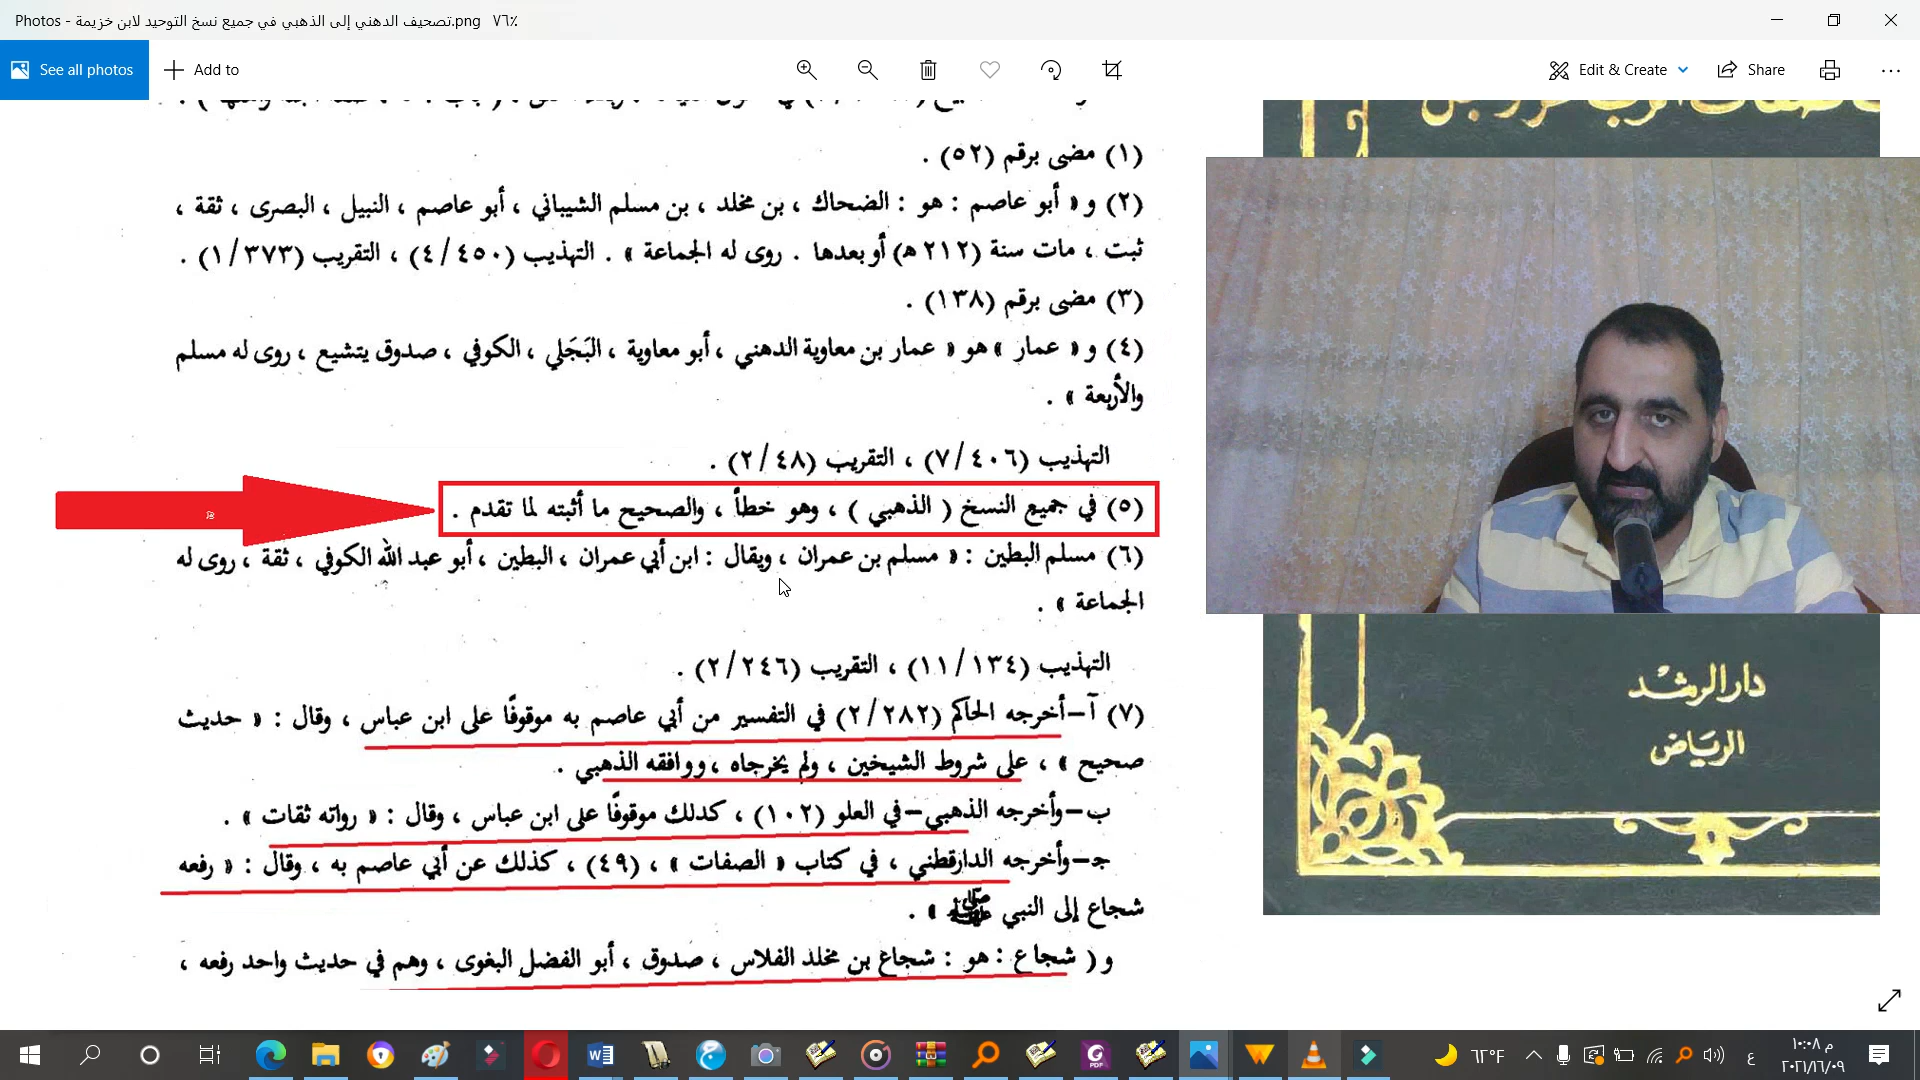 Photos - تصحيف الدهني إلى الذهبي في جميع نسخ التوحيد لابن خزيمة.png ٧٦٪
See all photos
Add to
Edit & Create
Share
(١) مضى برقم (٥٢) .
(٢) و « أبو عاصم : هو : الضحاك ، بن مخلد ، بن مسلم الشيباني ، أبو عاصم ، النبيل ، البصرى ، ثقة ،
ثبت ، مات سنة (٢١٢ هـ) أو بعدها . روى له الجماعة » . التهذيب (٤/٤٥٠) ، التقريب (١/٣٧٣) .
(٣) مضى برقم (١٣٨) .
(٤) و « عمار » هو « عمار بن معاوية الدهني ، أبو معاوية ، البَجَلي ، الكوفي ، صدوق يتشيع ، روى له مسلم
والأربعة » .
التهذيب (٧/٤٠٦) ، التقريب (٢/٤٨) .
(٥) في جميع النسخ ( الذهبي ) ، وهو خطأ ، والصحيح ما أثبته لما تقدم .
(٦) مسلم البطين : « مسلم بن عمران ، ويقال : ابن أبي عمران ، البطين ، أبو عبد الله الكوفي ، ثقة ، روى له
الجماعة » .
التهذيب (١١/١٣٤) ، التقريب (٢/٢٤٦) .
(٧) آ–أخرجه الحاكم (٢/٢٨٢) في التفسير من أبي عاصم به موقوفًا على ابن عباس ، وقال : « حديث
صحيح » ، على شروط الشيخين ، ولم يخرجاه ، ووافقه الذهبي .
ب–وأخرجه الذهبي–في العلو (١٠٢) ، كذلك موقوفًا على ابن عباس ، وقال : « رواته ثقات » .
جـ–وأخرجه الدارقطني ، في كتاب « الصفات » ، (٤٩) ، كذلك عن أبي عاصم به ، وقال : « رفعه
شجاع إلى النبي ﷺ » .
و ( شجاع : هو : شجاع بن مخلد الفلاس ، صدوق ، أبو الفضل البغوى ، وهم في حديث واحد رفعه ،
دار الرشد
الرياض
٦٢°F
ع
١٠:٠٨ م